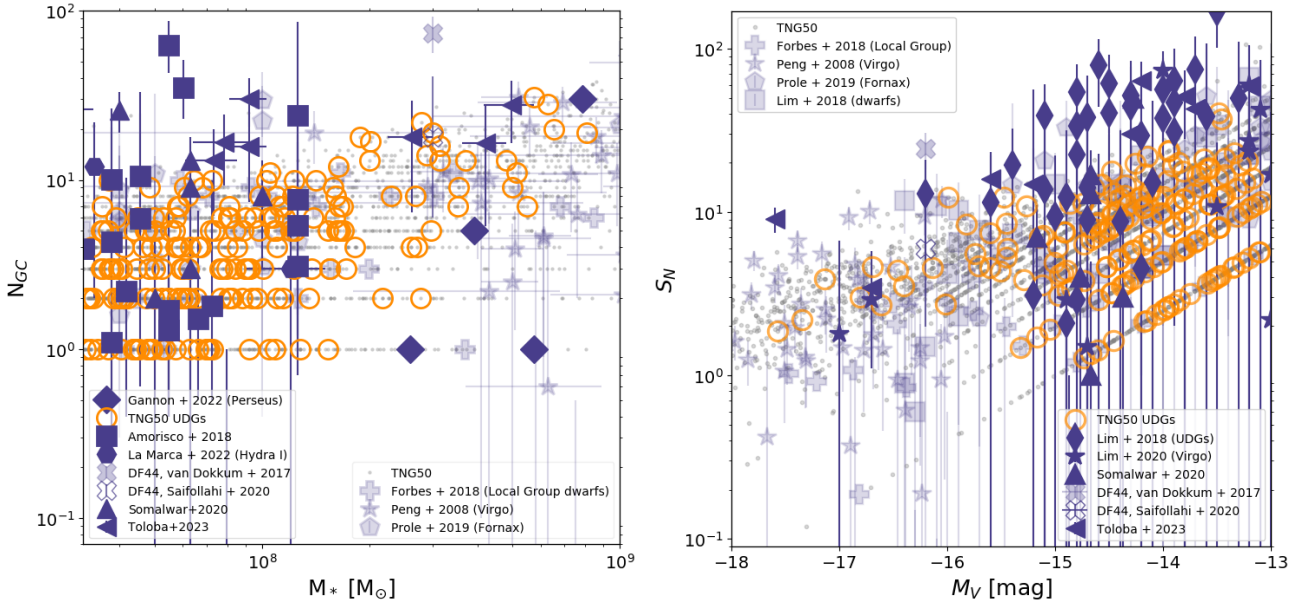 10²
10¹
10⁰
10⁻¹
N_GC
Gannon + 2022 (Perseus)
TNG50 UDGs
Amorisco + 2018
La Marca + 2022 (Hydra I)
DF44, van Dokkum + 2017
DF44, Saifollahi + 2020
Somalwar+2020
Toloba+2023
TNG50
Forbes + 2018 (Local Group dwarfs)
Peng + 2008 (Virgo)
Prole + 2019 (Fornax)
10⁸
10⁹
M* [M⊙]
TNG50
Forbes + 2018 (Local Group)
Peng + 2008 (Virgo)
Prole + 2019 (Fornax)
Lim + 2018 (dwarfs)
10²
10¹
10⁰
10⁻¹
S_N
TNG50 UDGs
Lim + 2018 (UDGs)
Lim + 2020 (Virgo)
Somalwar + 2020
DF44, van Dokkum + 2017
DF44, Saifollahi + 2020
Toloba + 2023
−18
−17
−16
−15
−14
−13
M_V [mag]